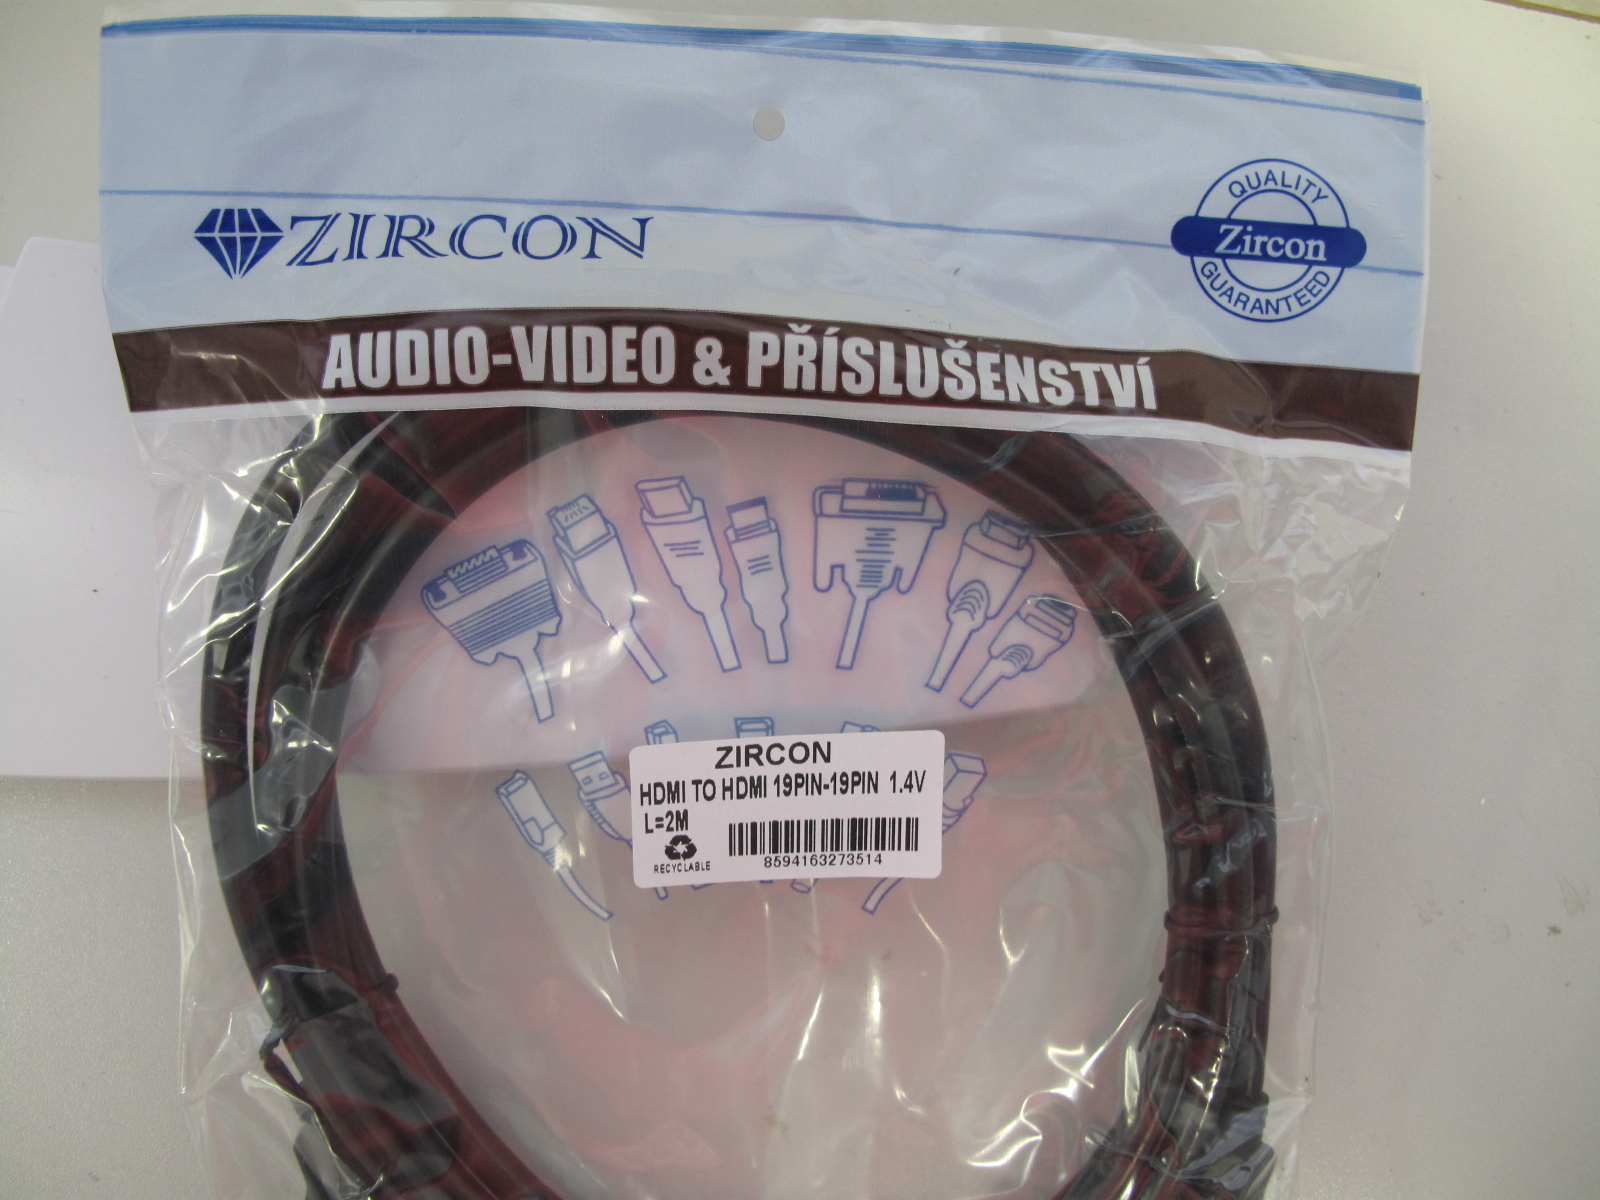 ZIRCON
QUALITY
Zircon
GUARANTEED
AUDIO-VIDEO & PŘÍSLUŠENSTVÍ
ZIRCON
HDMI TO HDMI 19PIN-19PIN 1.4V
L=2M
RECYCLABLE
8594163273514